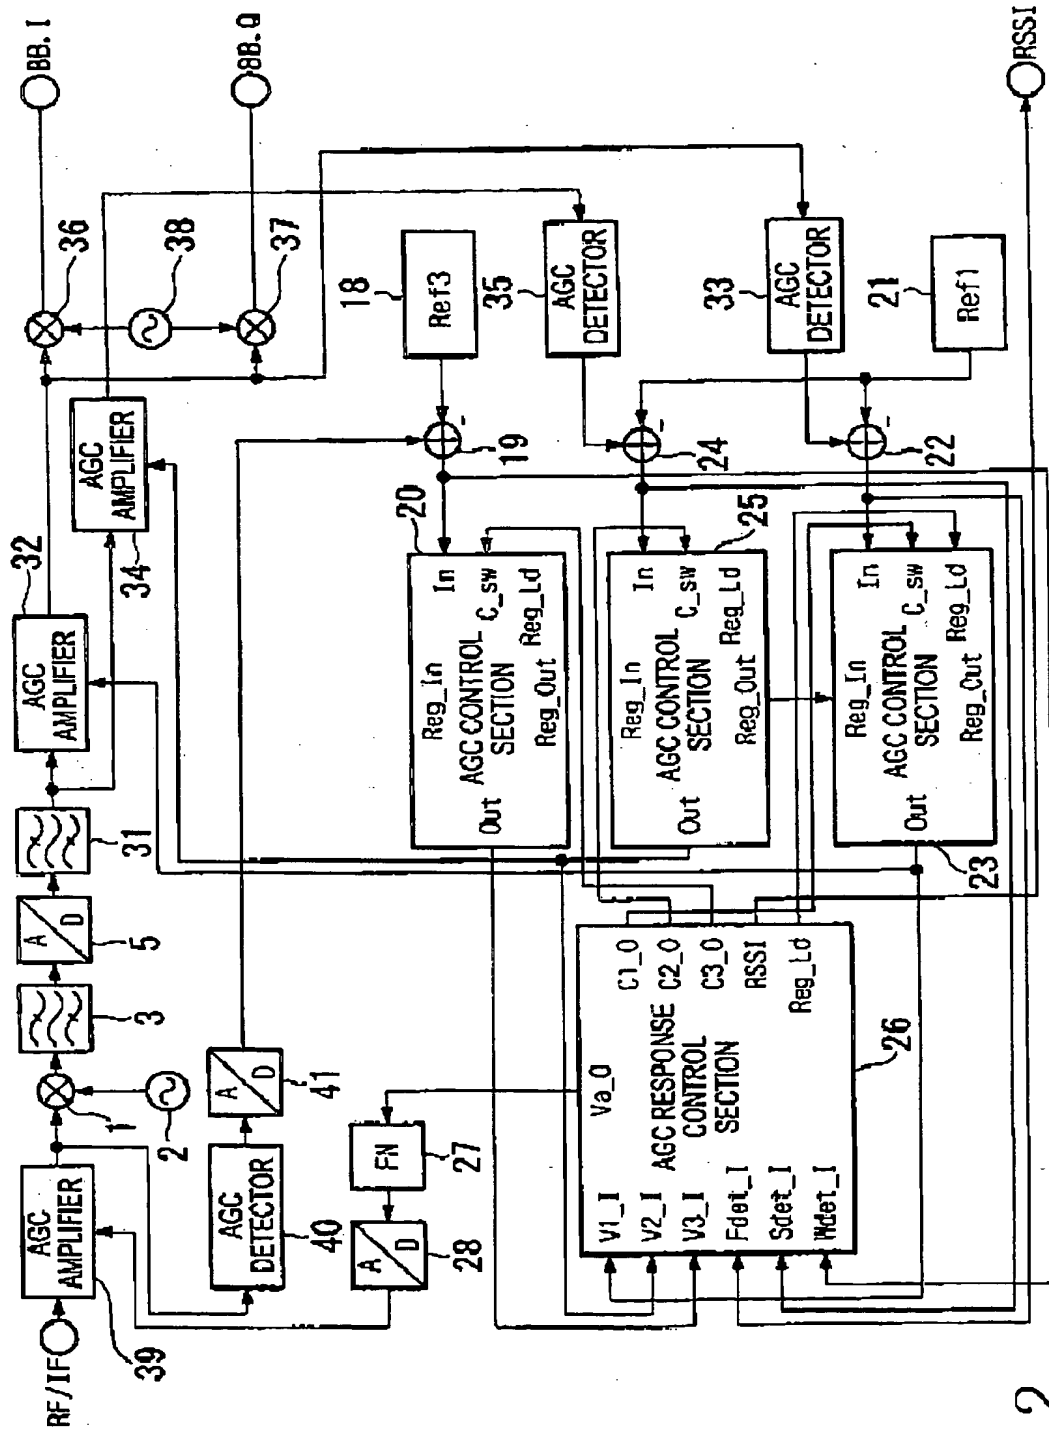 RF/IF
39
AGC
AMPLIFIER
1
2
3
A
D
5
31
AGC
AMPLIFIER
32
AGC
AMPLIFIER
34
36
BB.I
38
37
BB.Q
AGC
DETECTOR
40
A
D
41
18
Ref3
19
35
AGC
DETECTOR
24
33
AGC
DETECTOR
21
Ref1
22
20
In
C_sw
Reg_Ld
Reg_In
AGC CONTROL
SECTION
Reg_Out
Out
25
In
C_sw
Reg_Ld
Reg_In
AGC CONTROL
SECTION
Reg_Out
Out
In
C_sw
Reg_Ld
Reg_In
AGC CONTROL
SECTION
Reg_Out
Out
23
FN
27
A
D
28
Va_O
C1_O
C2_O
C3_O
RSSI
Reg_Ld
AGC RESPONSE
CONTROL
SECTION
V1_I
V2_I
V3_I
Fdet_I
Sdet_I
Wdet_I
26
RSSI
2